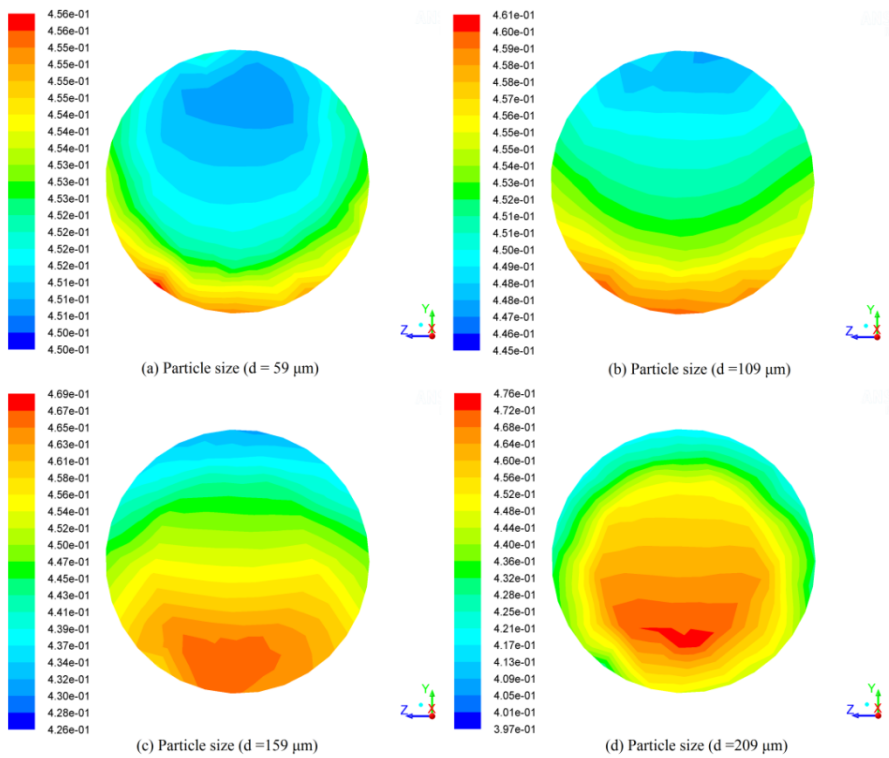 4.56e-01
4.56e-01
4.55e-01
4.55e-01
4.55e-01
4.55e-01
4.54e-01
4.54e-01
4.54e-01
4.53e-01
4.53e-01
4.53e-01
4.52e-01
4.52e-01
4.52e-01
4.52e-01
4.51e-01
4.51e-01
4.51e-01
4.50e-01
4.50e-01
Y
Z
X
(a) Particle size (d = 59 μm)
4.61e-01
4.60e-01
4.59e-01
4.58e-01
4.57e-01
4.57e-01
4.56e-01
4.55e-01
4.54e-01
4.54e-01
4.53e-01
4.52e-01
4.51e-01
4.50e-01
4.50e-01
4.49e-01
4.48e-01
4.47e-01
4.46e-01
4.46e-01
4.45e-01
Y
Z
X
(b) Particle size (d =109 μm)
4.69e-01
4.67e-01
4.65e-01
4.63e-01
4.61e-01
4.58e-01
4.56e-01
4.54e-01
4.52e-01
4.50e-01
4.47e-01
4.45e-01
4.43e-01
4.41e-01
4.39e-01
4.37e-01
4.34e-01
4.32e-01
4.30e-01
4.28e-01
4.26e-01
Y
Z
X
(c) Particle size (d =159 μm)
4.76e-01
4.72e-01
4.68e-01
4.64e-01
4.60e-01
4.56e-01
4.52e-01
4.48e-01
4.44e-01
4.40e-01
4.36e-01
4.32e-01
4.28e-01
4.25e-01
4.21e-01
4.17e-01
4.13e-01
4.09e-01
4.05e-01
4.01e-01
3.97e-01
Y
Z
X
(d) Particle size (d =209 μm)